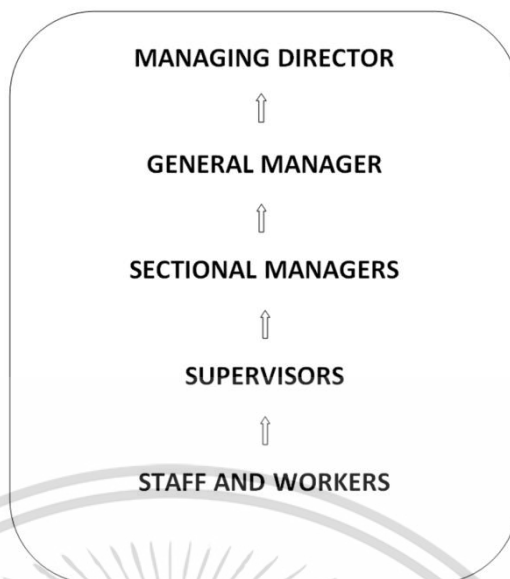 MANAGING DIRECTOR
GENERAL MANAGER
SECTIONAL MANAGERS
SUPERVISORS
STAFF AND WORKERS